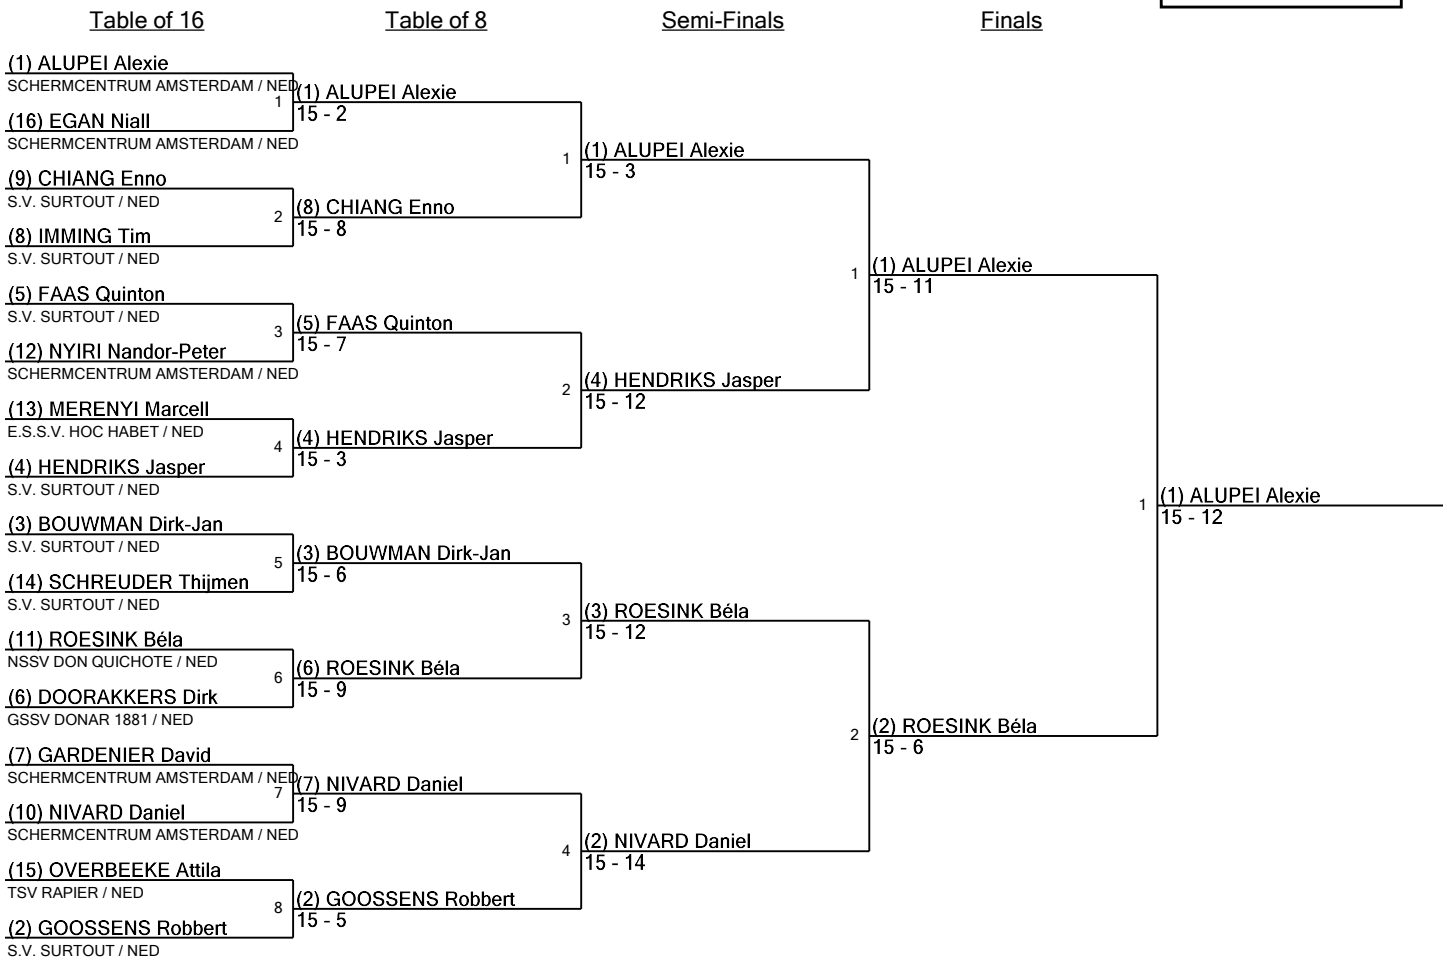 Table of 16
Table of 8
Semi-Finals
Finals
(1) ALUPEI Alexie
SCHERMCENTRUM AMSTERDAM / NED
1
(16) EGAN Niall
SCHERMCENTRUM AMSTERDAM / NED
(9) CHIANG Enno
S.V. SURTOUT / NED
2
(8) IMMING Tim
S.V. SURTOUT / NED
(5) FAAS Quinton
S.V. SURTOUT / NED
3
(12) NYIRI Nandor-Peter
SCHERMCENTRUM AMSTERDAM / NED
(13) MERENYI Marcell
E.S.S.V. HOC HABET / NED
4
(4) HENDRIKS Jasper
S.V. SURTOUT / NED
(3) BOUWMAN Dirk-Jan
S.V. SURTOUT / NED
5
(14) SCHREUDER Thijmen
S.V. SURTOUT / NED
(11) ROESINK Béla
NSSV DON QUICHOTE / NED
6
(6) DOORAKKERS Dirk
GSSV DONAR 1881 / NED
(7) GARDENIER David
SCHERMCENTRUM AMSTERDAM / NED
7
(10) NIVARD Daniel
SCHERMCENTRUM AMSTERDAM / NED
(15) OVERBEEKE Attila
TSV RAPIER / NED
8
(2) GOOSSENS Robbert
S.V. SURTOUT / NED
(1) ALUPEI Alexie
15 - 2
1
(8) CHIANG Enno
15 - 8
(5) FAAS Quinton
15 - 7
2
(4) HENDRIKS Jasper
15 - 3
(3) BOUWMAN Dirk-Jan
15 - 6
3
(6) ROESINK Béla
15 - 9
(7) NIVARD Daniel
15 - 9
4
(2) GOOSSENS Robbert
15 - 5
(1) ALUPEI Alexie
15 - 3
1
(4) HENDRIKS Jasper
15 - 12
(3) ROESINK Béla
15 - 12
2
(2) NIVARD Daniel
15 - 14
(1) ALUPEI Alexie
15 - 11
1
(2) ROESINK Béla
15 - 6
(1) ALUPEI Alexie
15 - 12